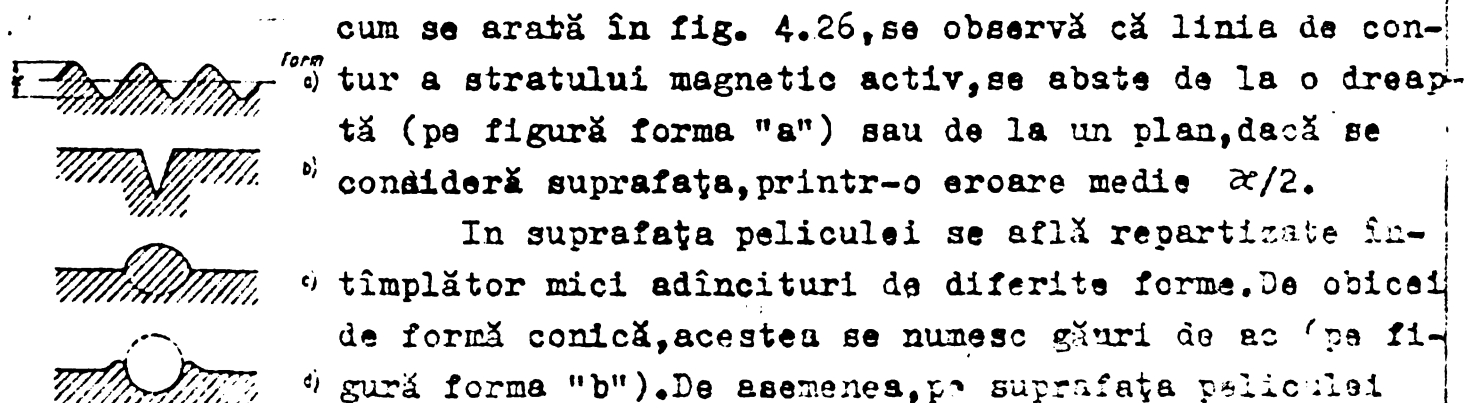 cum se arată în fig. 4.26,se observă că linia de con-
Form
a) tur a stratului magnetic activ,se abate de la o dreap-
tă (pe figură forma "a") sau de la un plan,dacă se
b) consideră suprafața,printr-o eroare medie æ/2.
In suprafața peliculei se află repartizate în-
c) tîmplător mici adîncituri de diferite forme.De obicei
de formă conică,acestea se numesc găuri de ac (pe fi-
d) gură forma "b").De asemenea,pe suprafața peliculei